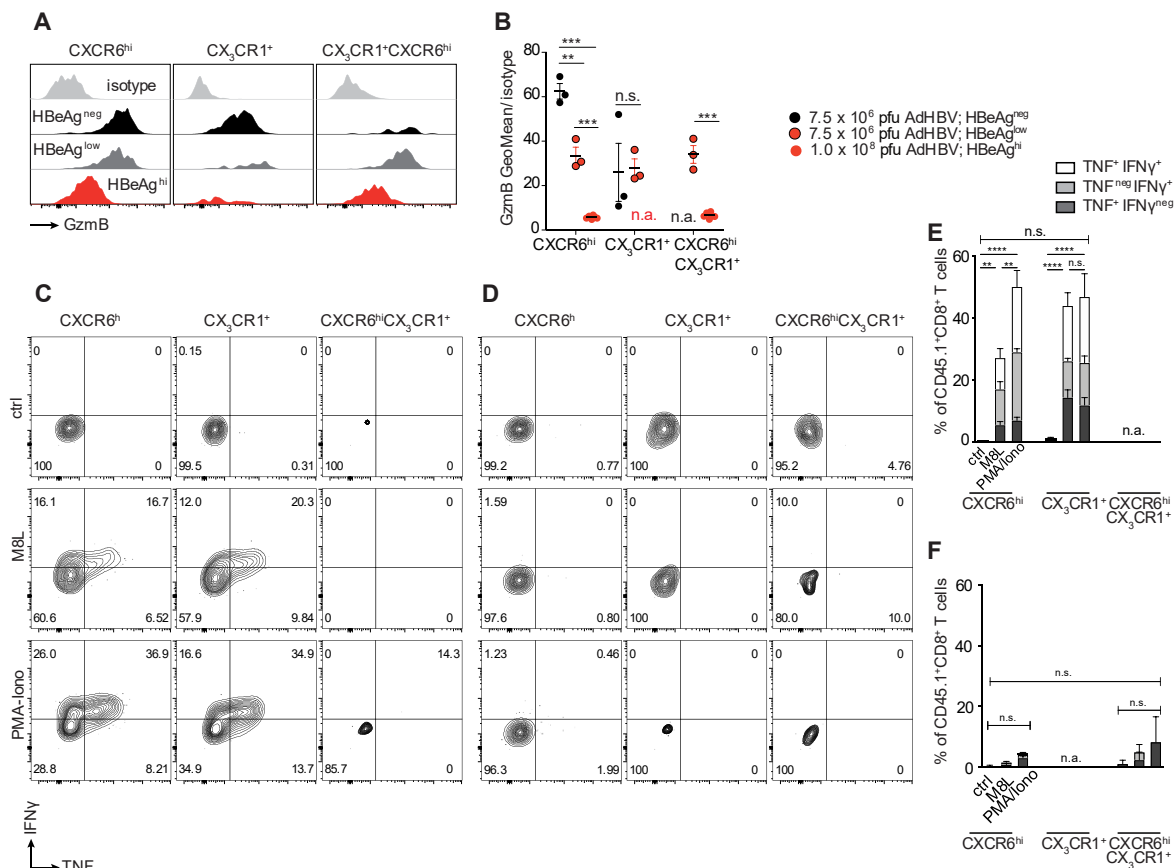 A
CXCR6hi
CX3CR1+
CX3CR1+CXCR6hi
isotype
HBeAgneg
HBeAglow
HBeAghi
GzmB
B
GzmB GeoMean/isotype
80
60
40
20
0
***
**
***
n.s.
***
n.a.
n.a.
CXCR6hi
CX3CR1+
CXCR6hi
CX3CR1+
7.5 x 10⁶ pfu AdHBV; HBeAgneg
7.5 x 10⁶ pfu AdHBV; HBeAglow
1.0 x 10⁸ pfu AdHBV; HBeAghi
TNF+ IFNγ+
TNFneg IFNγ+
TNF+ IFNγneg
C
CXCR6h
CX3CR1+
CXCR6hiCX3CR1+
ctrl
0 0
100 0
0.15 0
99.5 0.31
0 0
100 0
M8L
16.1 16.7
60.6 6.52
12.0 20.3
57.9 9.84
0 0
0 0
PMA-Iono
26.0 36.9
28.8 8.21
16.6 34.9
34.9 13.7
0 14.3
85.7 0
IFNγ
TNF
D
CXCR6h
CX3CR1+
CXCR6hiCX3CR1+
0 0
99.2 0.77
0 0
100 0
0 0
95.2 4.76
1.59 0
97.6 0.80
0 0
100 0
10.0 0
80.0 10.0
1.23 0.46
96.3 1.99
0 0
100 0
0 0
100 0
E
% of CD45.1+CD8+ T cells
60
40
20
0
n.s.
****
** **
****
**** n.s.
n.a.
ctrl
M8L
PMA/Iono
CXCR6hi
CX3CR1+
CXCR6hi
CX3CR1+
F
% of CD45.1+CD8+ T cells
60
40
20
0
n.s.
n.s.
n.s.
n.a.
ctrl
M8L
PMA/Iono
CXCR6hi
CX3CR1+
CXCR6hi
CX3CR1+